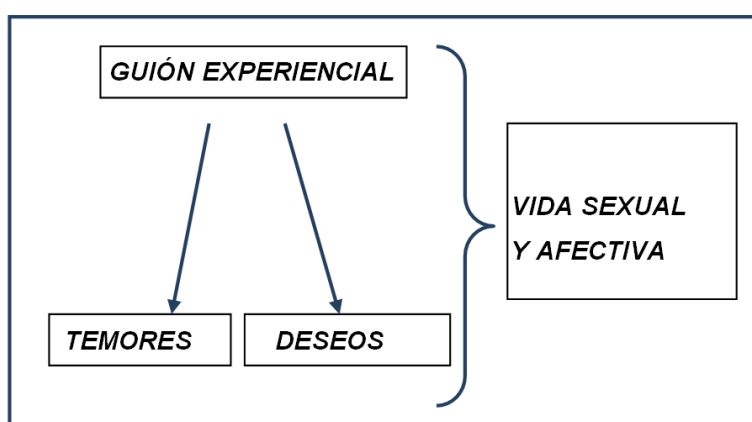 GUIÓN EXPERIENCIAL
VIDA SEXUAL
Y AFECTIVA
TEMORES
DESEOS